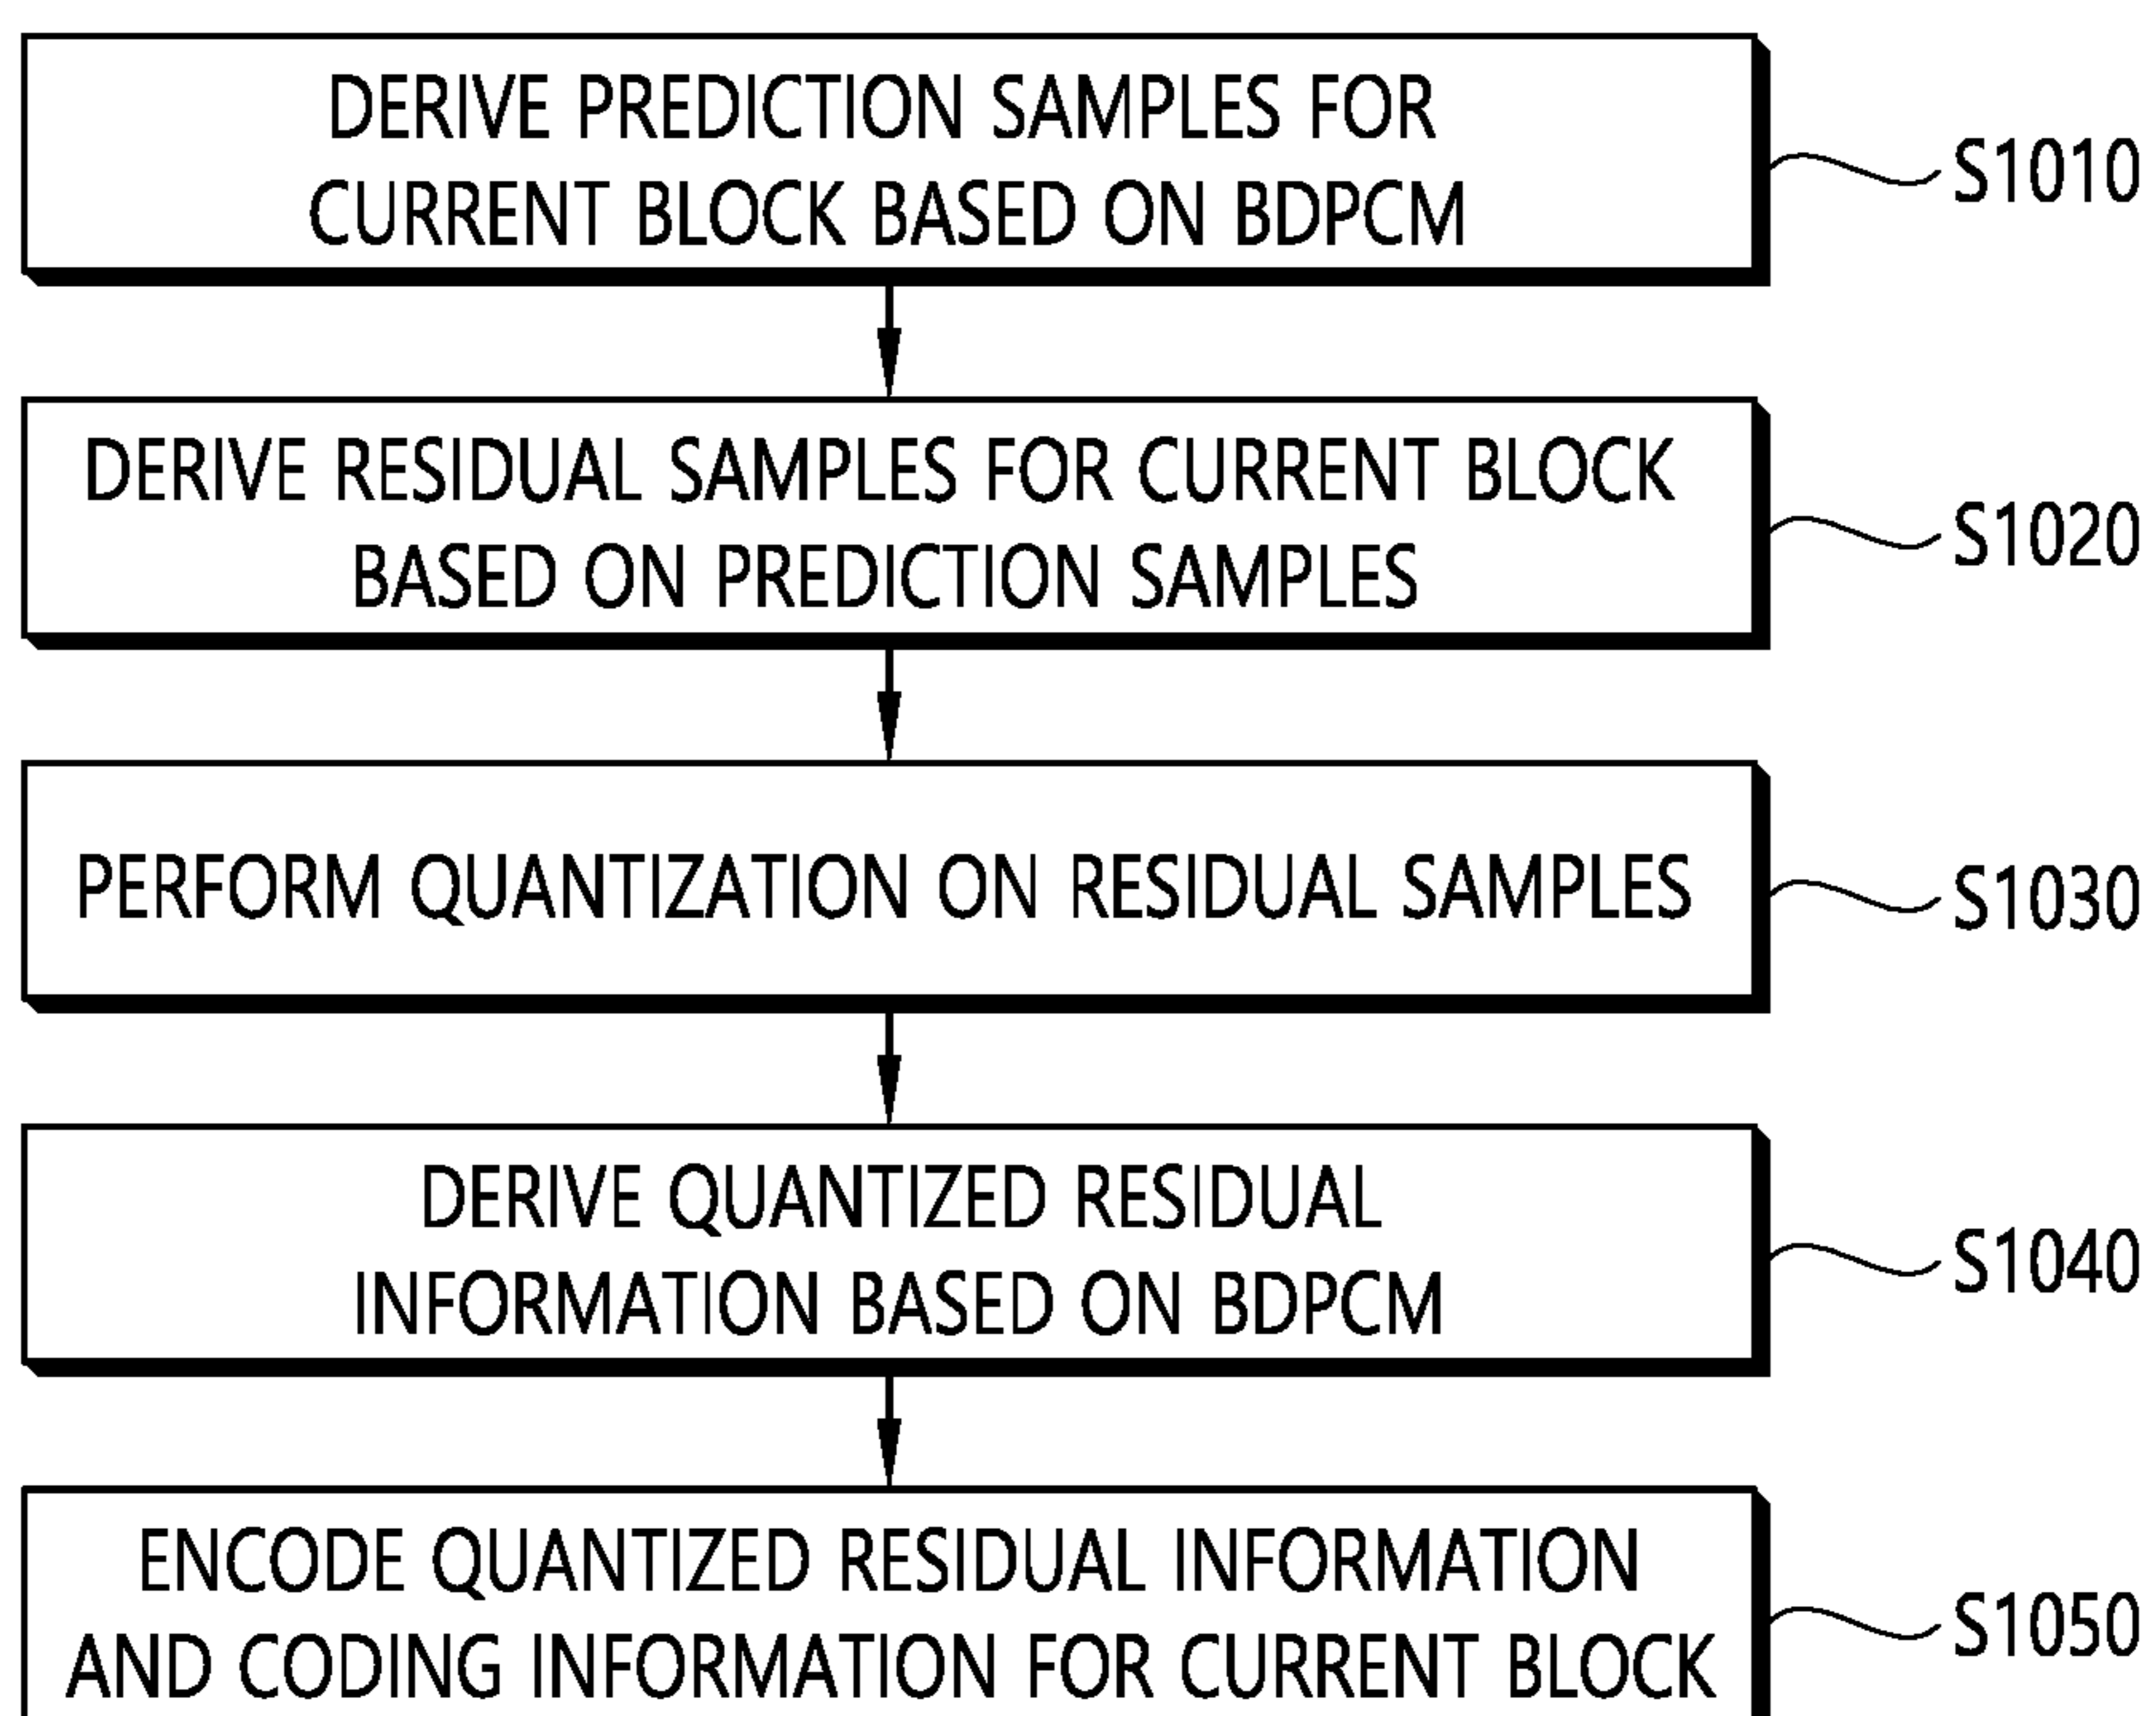 DERIVE PREDICTION SAMPLES FOR
CURRENT BLOCK BASED ON BDPCM
S1010
DERIVE RESIDUAL SAMPLES FOR CURRENT BLOCK
BASED ON PREDICTION SAMPLES
S1020
PERFORM QUANTIZATION ON RESIDUAL SAMPLES
S1030
DERIVE QUANTIZED RESIDUAL
INFORMATION BASED ON BDPCM
S1040
ENCODE QUANTIZED RESIDUAL INFORMATION
AND CODING INFORMATION FOR CURRENT BLOCK
S1050